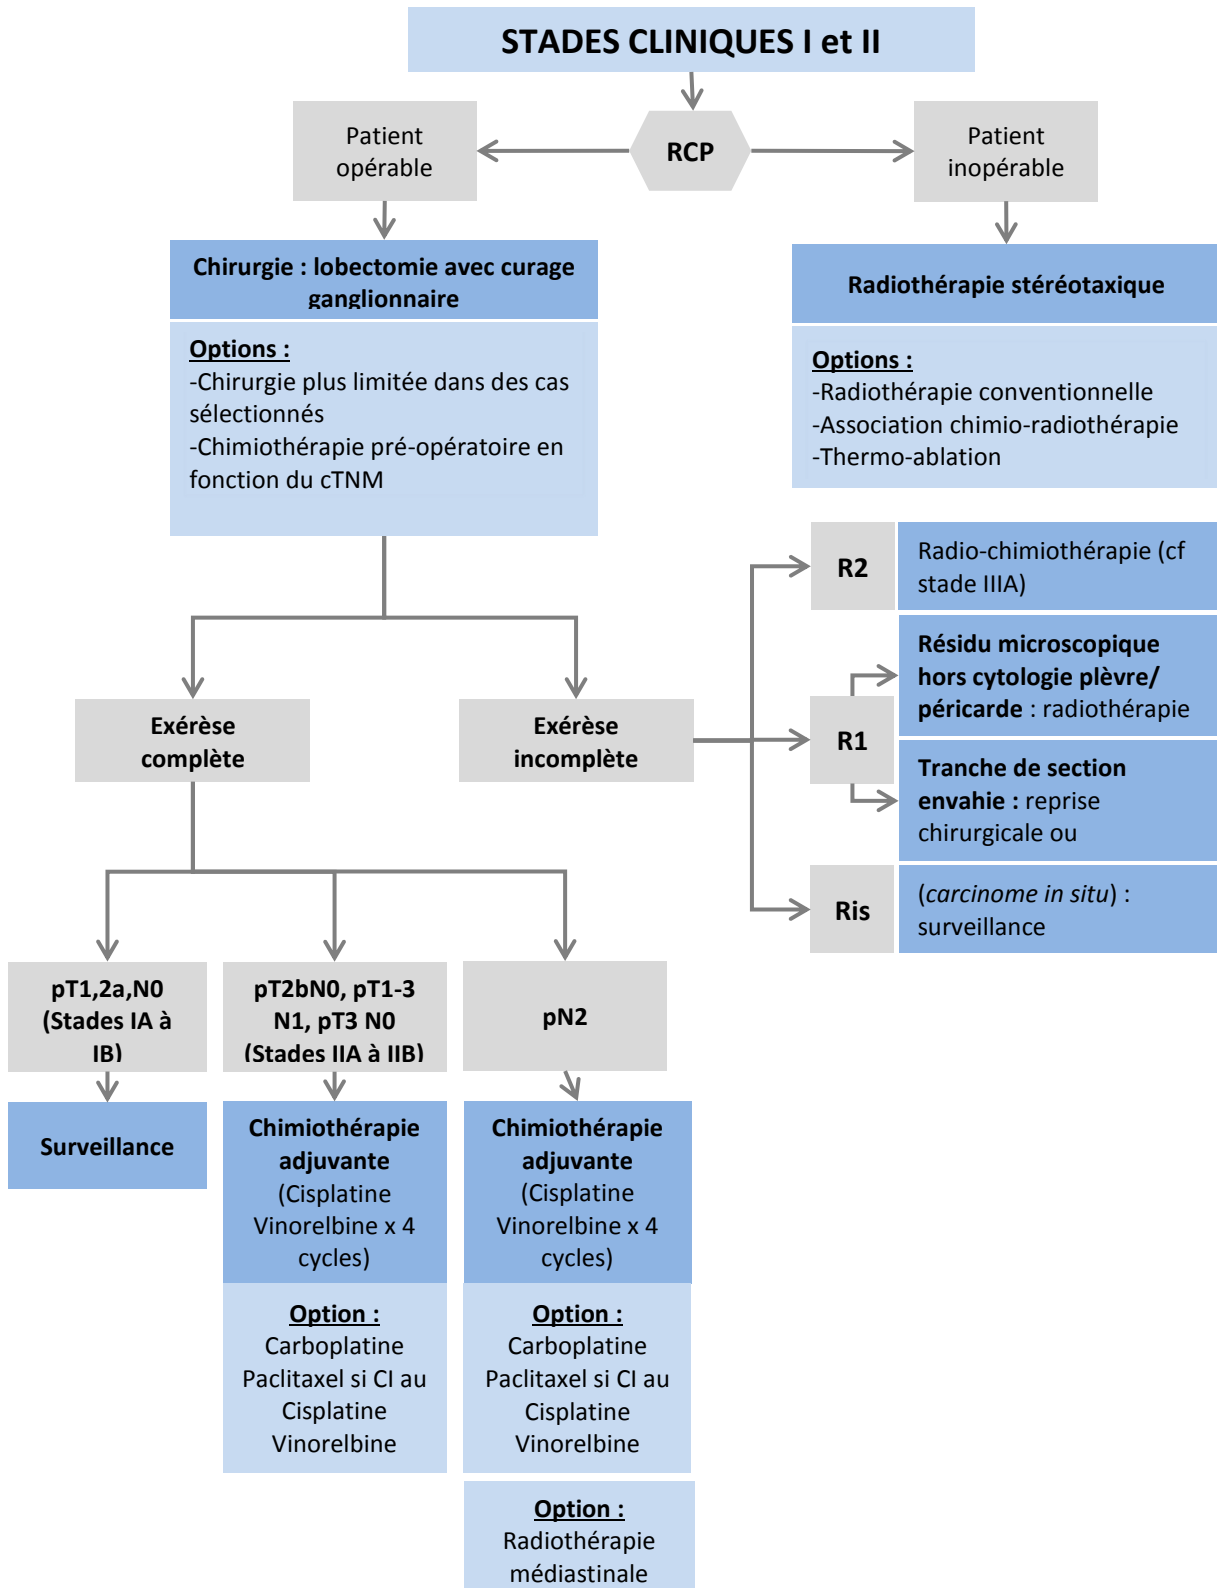 STADES CLINIQUES I et II
Patient
opérable
RCP
Patient
inopérable
Chirurgie : lobectomie avec curage
ganglionnaire
Options :
-Chirurgie plus limitée dans des cas
sélectionnés
-Chimiothérapie pré-opératoire en
fonction du cTNM
Radiothérapie stéréotaxique
Options :
-Radiothérapie conventionnelle
-Association chimio-radiothérapie
-Thermo-ablation
R2
Radio-chimiothérapie (cf
stade IIIA)
Exérèse
complète
Exérèse
incomplète
R1
Résidu microscopique
hors cytologie plèvre/
péricarde : radiothérapie
Tranche de section
envahie : reprise
chirurgicale ou
Ris
(carcinome in situ) :
surveillance
pT1,2a,N0
(Stades IA à
IB)
Surveillance
pT2bN0, pT1-3
N1, pT3 N0
(Stades IIA à IIB)
Chimiothérapie
adjuvante
(Cisplatine
Vinorelbine x 4
cycles)
Option :
Carboplatine
Paclitaxel si CI au
Cisplatine
Vinorelbine
pN2
Chimiothérapie
adjuvante
(Cisplatine
Vinorelbine x 4
cycles)
Option :
Carboplatine
Paclitaxel si CI au
Cisplatine
Vinorelbine
Option :
Radiothérapie
médiastinale